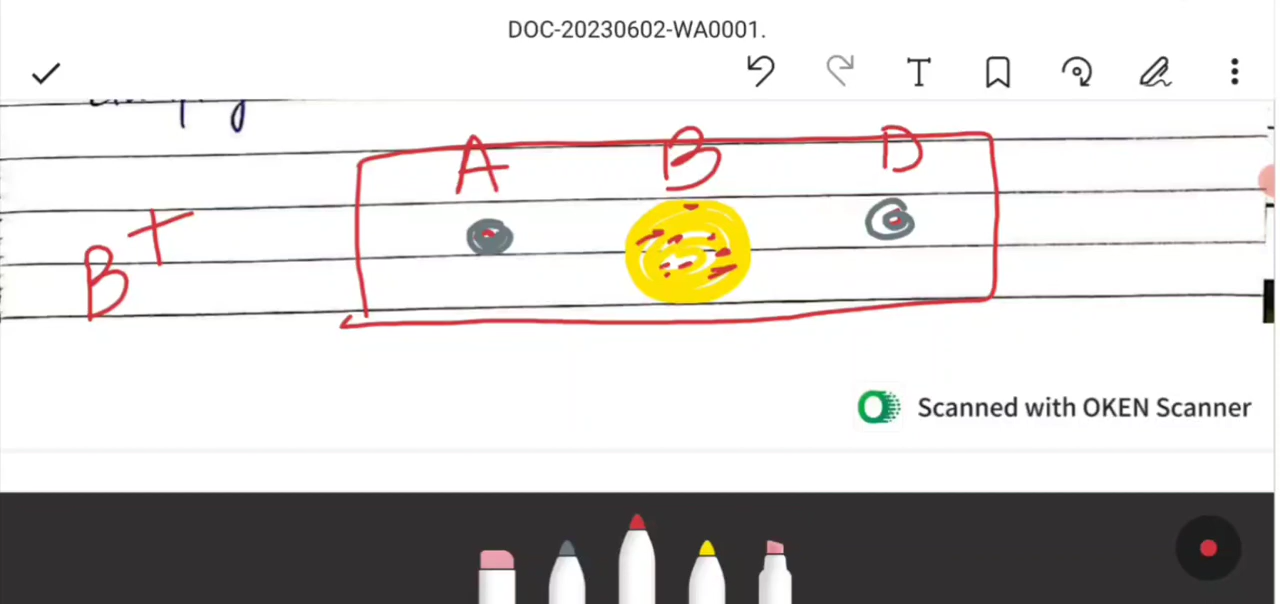 DOC-20230602-WA0001.
T
A B D
B+
Scanned with OKEN Scanner